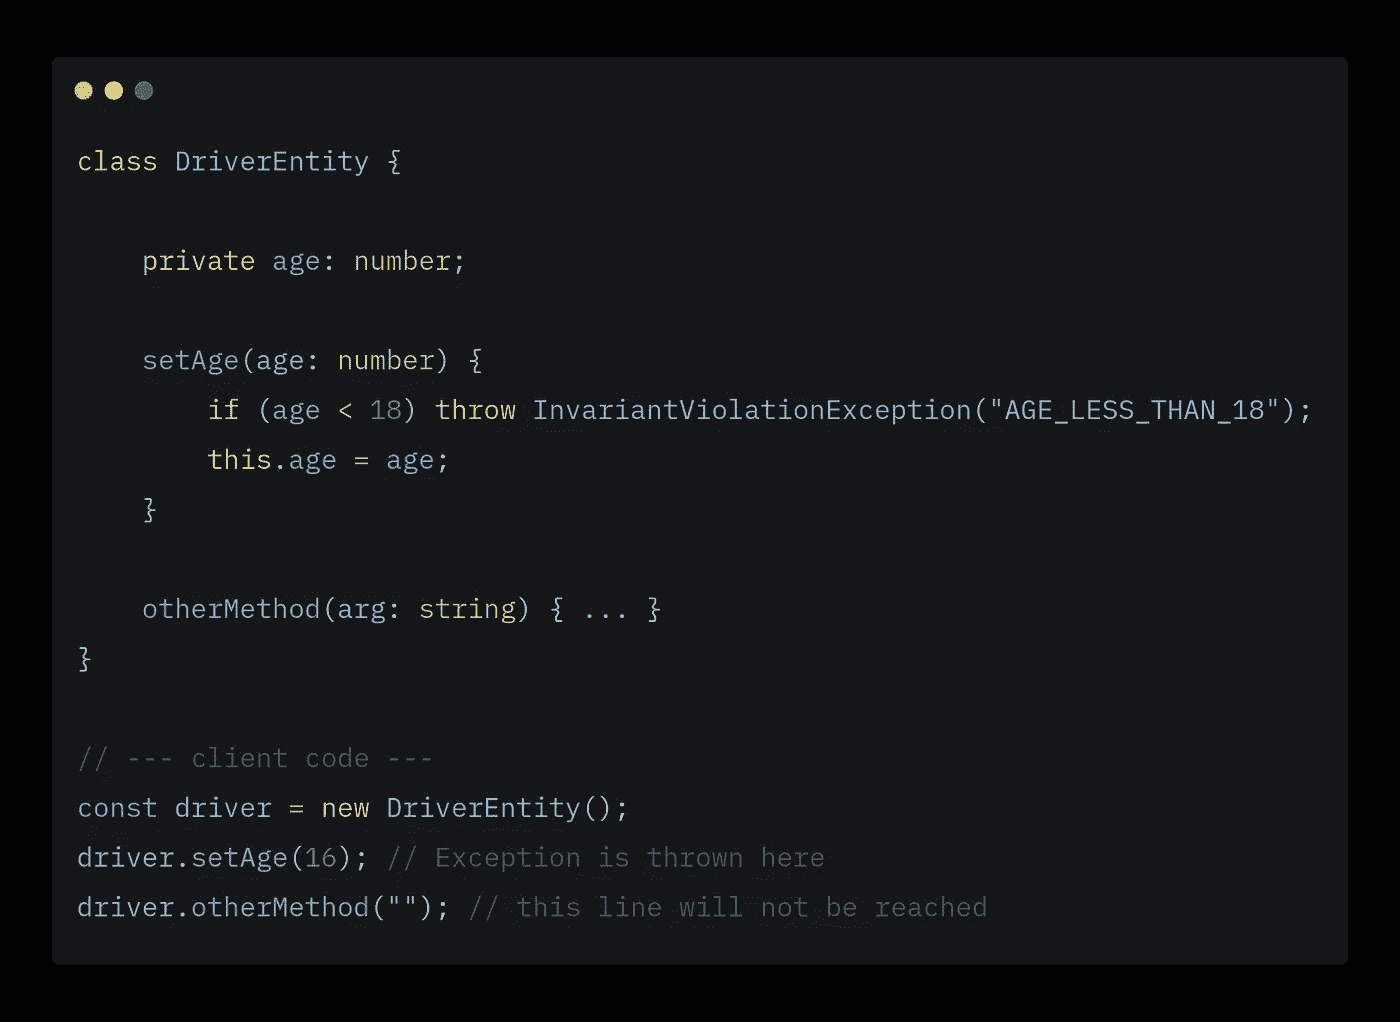 class DriverEntity {
private age: number;
setAge(age: number) {
if (age < 18) throw InvariantViolationException("AGE_LESS_THAN_18");
this.age = age;
}
otherMethod(arg: string) { ... }
}
// --- client code ---
const driver = new DriverEntity();
driver.setAge(16); // Exception is thrown here
driver.otherMethod(""); // this line will not be reached